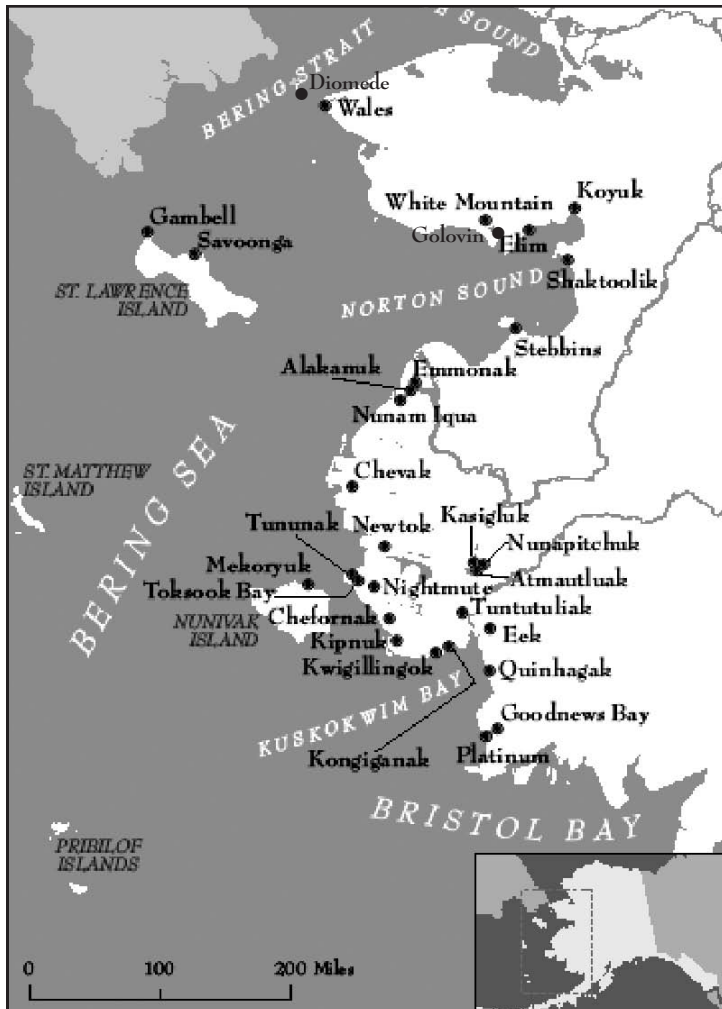 E SOUND
BERING STRAIT
Diomede
Wales
Koyuk
White Mountain
Gambell
Golovin
Elim
Savoonga
Shaktoolik
ST. LAWRENCE
ISLAND
NORTON SOUND
Stebbins
Alakanuk
Emmonak
Nunam Iqua
BERING SEA
ST. MATTHEW
ISLAND
Chevak
Kasigluk
Tununak
Newtok
Nunapitchuk
Mekoryuk
Atmautluak
Toksook Bay
Nightmute
Tuntutuliak
NUNIVAK
ISLAND
Chefornak
Eek
Kipnuk
Kwigillingok
Quinhagak
KUSKOKWIM BAY
Goodnews Bay
Kongiganak
Platinum
BRISTOL BAY
PRIBILOF
ISLANDS
0 100 200 Miles